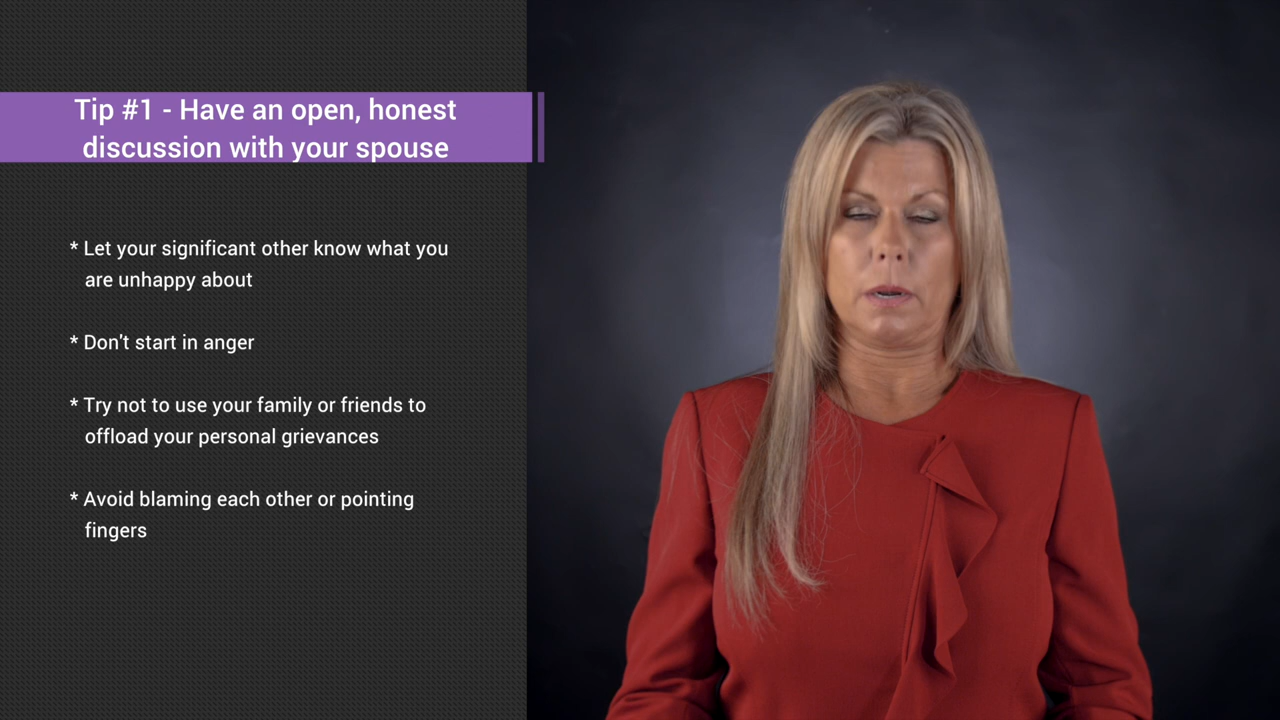 Tip #1 - Have an open, honest
discussion with your spouse
* Let your significant other know what you
are unhappy about
* Don't start in anger
* Try not to use your family or friends to
offload your personal grievances
* Avoid blaming each other or pointing
fingers